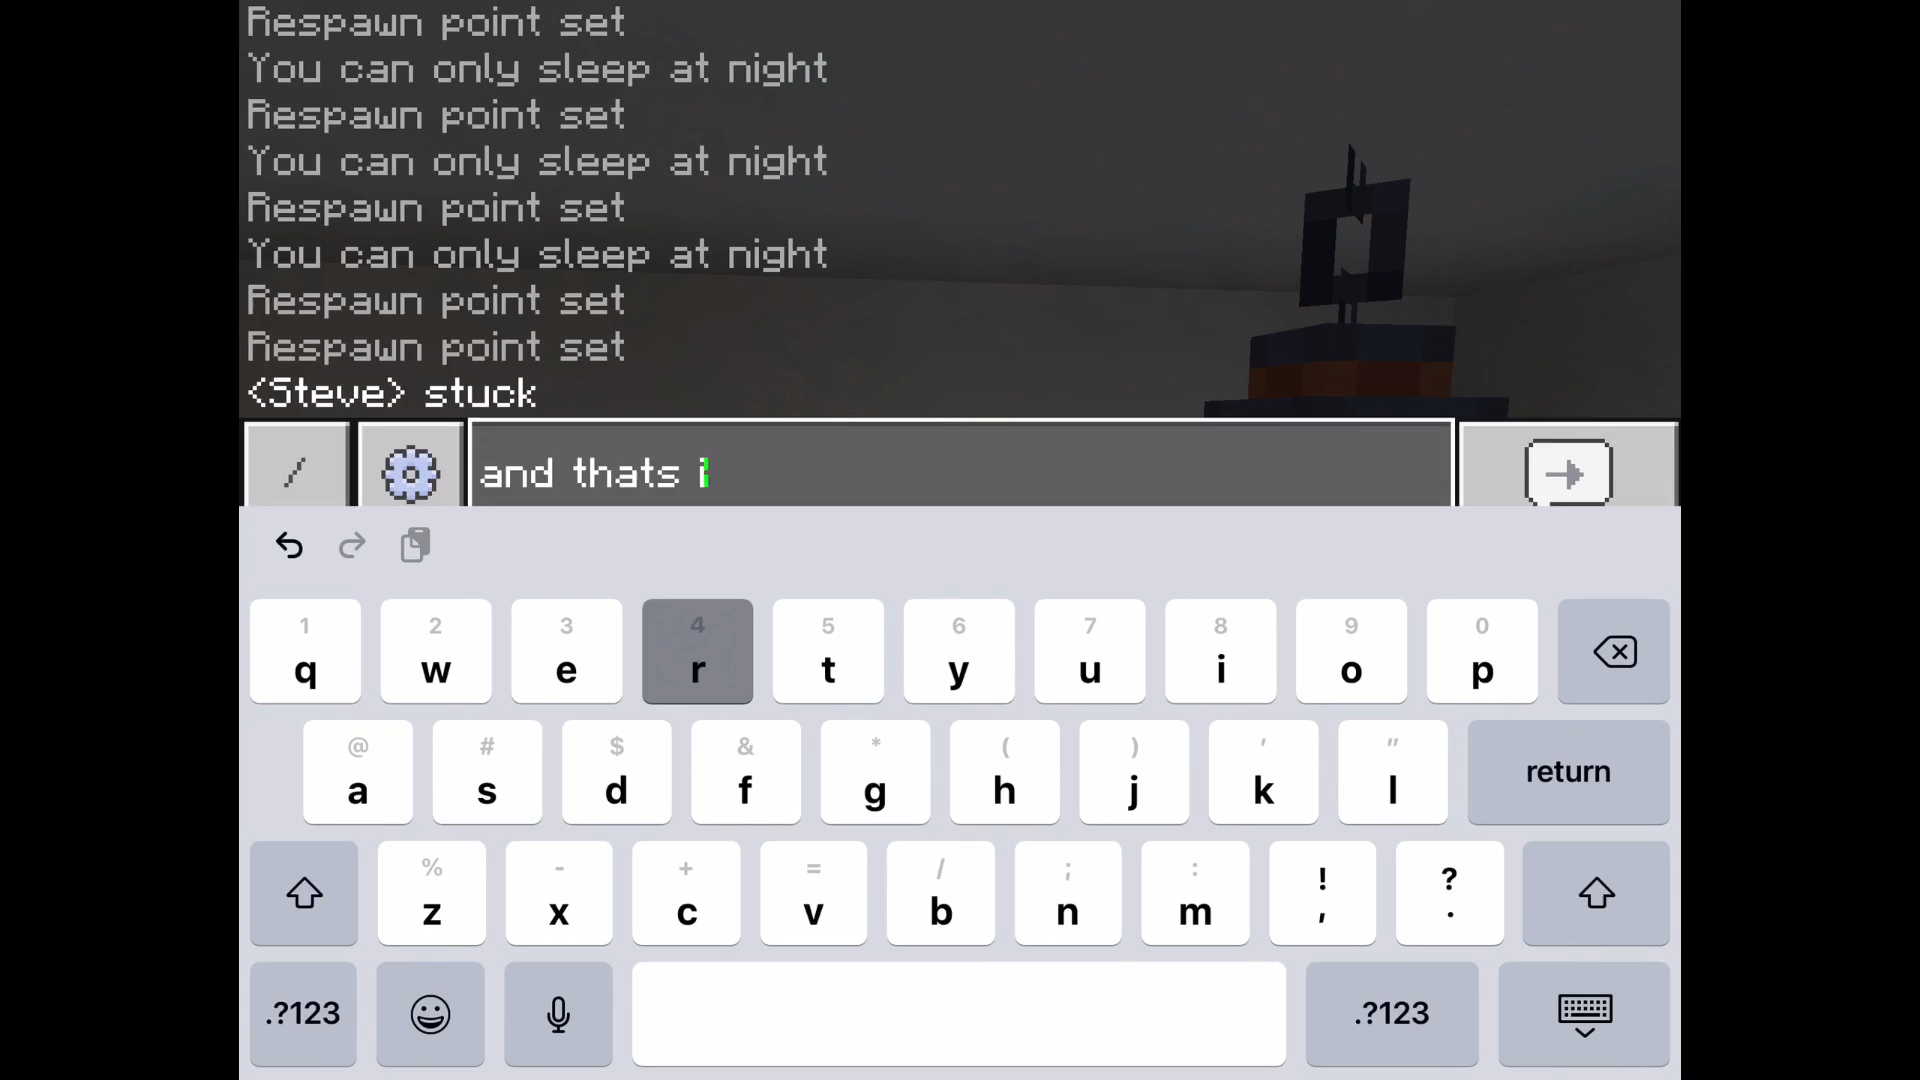 Respawn point set
You can only sleep at night
Respawn point set
You can only sleep at night
Respawn point set
You can only sleep at night
Respawn point set
Respawn point set
<Steve> stuck
/ and thats i
1 2 3 4 5 6 7 8 9 0
q w e r t y u i o p
@ # $ & * ( ) ' "
a s d f g h j k l return
% - + = / ; : ! ?
z x c v b n m , .
.?123 .?123